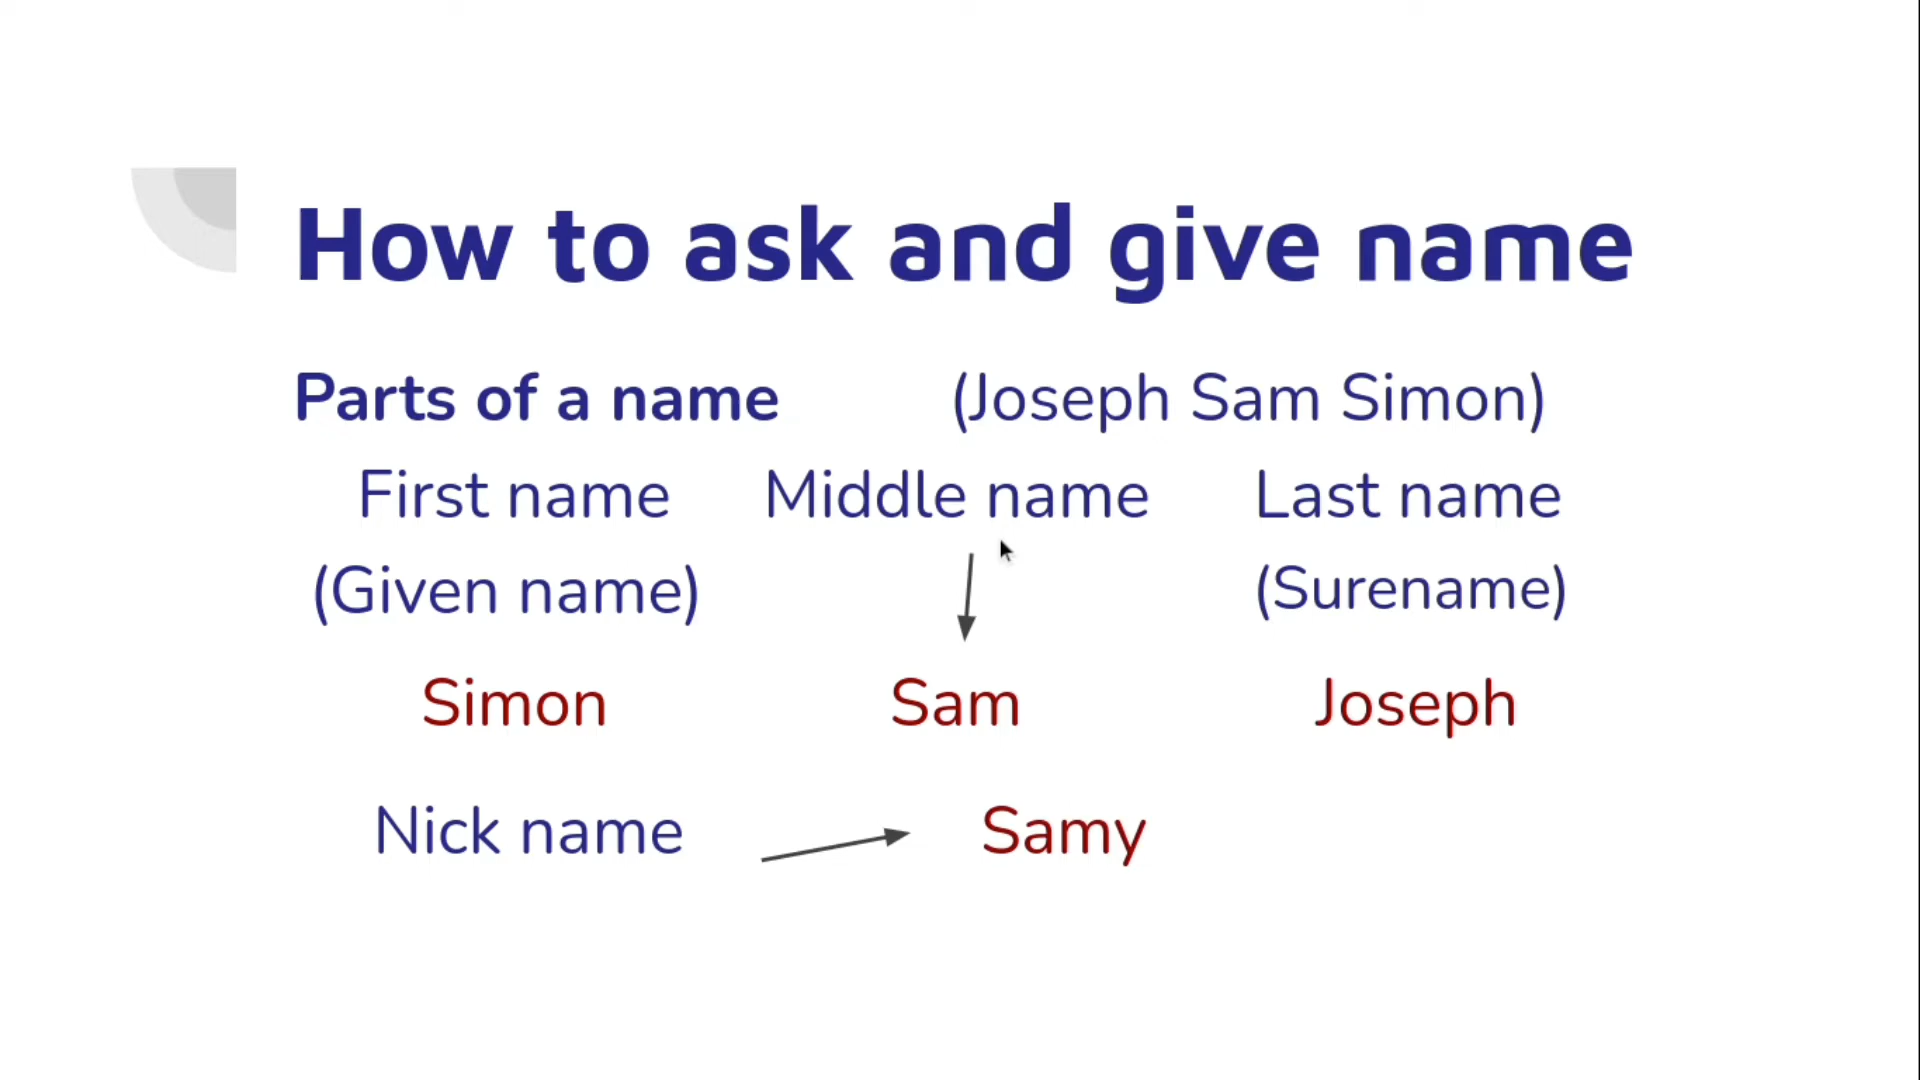 How to ask and give name
Parts of a name (Joseph Sam Simon)
First name Middle name Last name
(Given name) (Surename)
Simon Sam Joseph
Nick name Samy